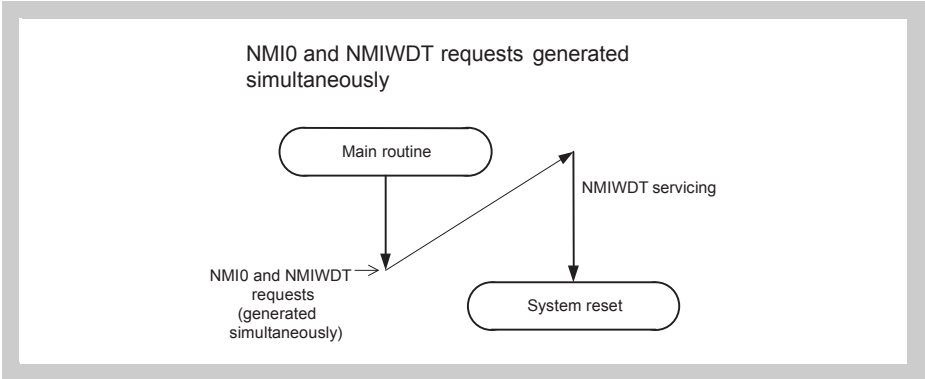 NMI0 and NMIWDT requests generated
simultaneously
Main routine
NMIWDT servicing
NMI0 and NMIWDT
requests
(generated
simultaneously)
System reset